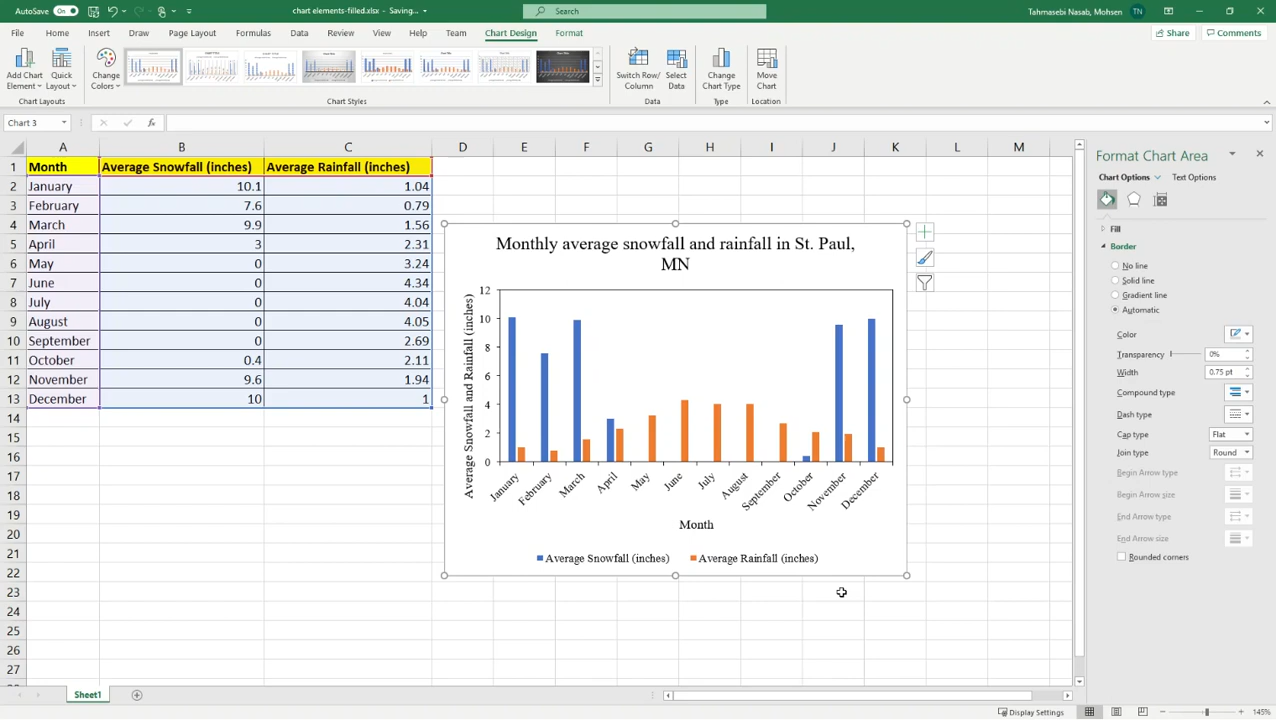 AutoSave On
chart elements-filled.xlsx - Saving...
Search
Tahmasebi Nasab, Mohsen TN
File Home Insert Draw Page Layout Formulas Data Review View Help Team Chart Design Format Share Comments
Add Chart Element
Quick Layout
Change Colors
Switch Row/ Column
Select Data
Change Chart Type
Move Chart
Chart Layouts Chart Styles Data Type Location
Chart 3 fx
A B C D E F G H I J K L M
1 Month Average Snowfall (inches) Average Rainfall (inches)
2 January 10.1 1.04
3 February 7.6 0.79
4 March 9.9 1.56
5 April 3 2.31
6 May 0 3.24
7 June 0 4.34
8 July 0 4.04
9 August 0 4.05
10 September 0 2.69
11 October 0.4 2.11
12 November 9.6 1.94
13 December 10 1
14
15
16
17
18
19
20
21
22
23
24
25
26
27
Monthly average snowfall and rainfall in St. Paul,
MN
Average Snowfall and Rainfall (inches)
12
10
8
6
4
2
0
January February March April May June July August September October November December
Month
Average Snowfall (inches) Average Rainfall (inches)
Format Chart Area
Chart Options Text Options
Fill
Border
No line
Solid line
Gradient line
Automatic
Color
Transparency 0%
Width 0.75 pt
Compound type
Dash type
Cap type Flat
Join type Round
Begin Arrow type
Begin Arrow size
End Arrow type
End Arrow size
Rounded corners
Sheet1
Display Settings 145%